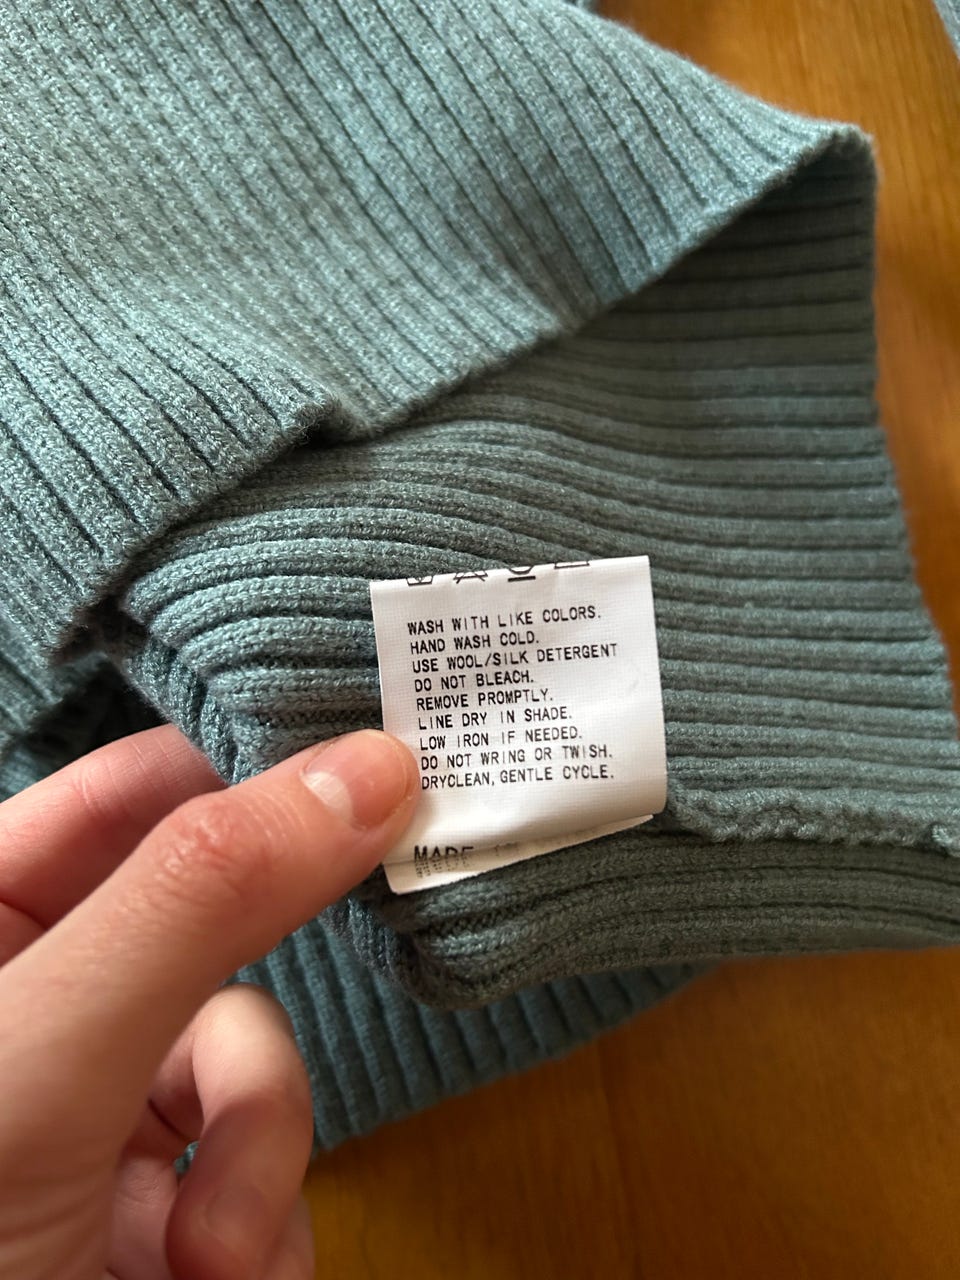 WASH WITH LIKE COLORS.
HAND WASH COLD.
USE WOOL/SILK DETERGENT
DO NOT BLEACH.
REMOVE PROMPTLY.
LINE DRY IN SHADE.
LOW IRON IF NEEDED.
DO NOT WRING OR TWISH.
DRYCLEAN,GENTLE CYCLE.
MADE